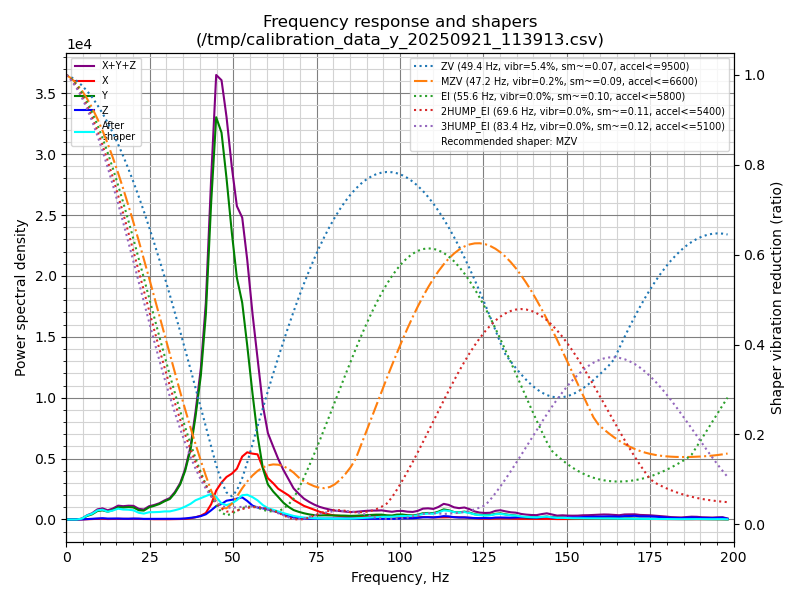 Frequency response and shapers
(/tmp/calibration_data_y_20250921_113913.csv)
1e4
X+Y+Z
X
Y
Z
After
shaper
ZV (49.4 Hz, vibr=5.4%, sm~=0.07, accel<=9500)
MZV (47.2 Hz, vibr=0.2%, sm~=0.09, accel<=6600)
EI (55.6 Hz, vibr=0.0%, sm~=0.10, accel<=5800)
2HUMP_EI (69.6 Hz, vibr=0.0%, sm~=0.11, accel<=5400)
3HUMP_EI (83.4 Hz, vibr=0.0%, sm~=0.12, accel<=5100)
Recommended shaper: MZV
Power spectral density
3.5
3.0
2.5
2.0
1.5
1.0
0.5
0.0
1.0
0.8
0.6
0.4
0.2
0.0
Shaper vibration reduction (ratio)
0 25 50 75 100 125 150 175 200
Frequency, Hz